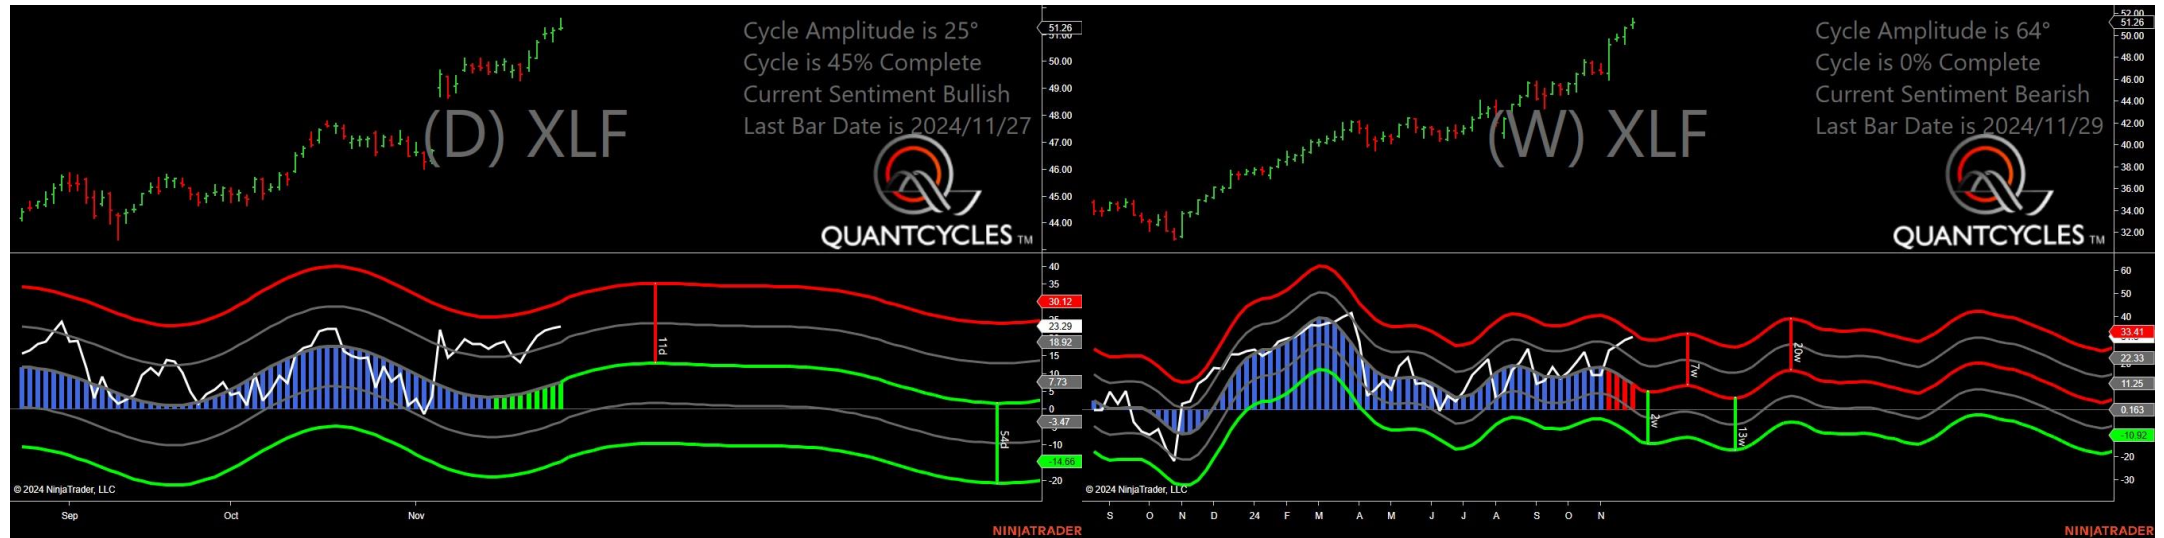 Cycle Amplitude is 25°
Cycle is 45% Complete
Current Sentiment Bullish
Last Bar Date is 2024/11/27
(D) XLF
QUANTCYCLES TM
51.26
51.00
50.00
49.00
48.00
47.00
46.00
45.00
44.00
40
35
30.12
23.29
18.92
15
10
7.73
5
0
-3.47
-10
-14.66
-20
11d
54d
© 2024 NinjaTrader, LLC
Sep
Oct
Nov
NINJATRADER
Cycle Amplitude is 64°
Cycle is 0% Complete
Current Sentiment Bearish
Last Bar Date is 2024/11/29
(W) XLF
QUANTCYCLES TM
52.00
51.26
50.00
48.00
46.00
44.00
42.00
40.00
38.00
36.00
34.00
32.00
60
50
40
33.41
22.33
11.25
0.163
-10.92
-20
-30
7w
20w
2w
13w
© 2024 NinjaTrader, LLC
S O N D 24 F M A M J J A S O N
NINJATRADER